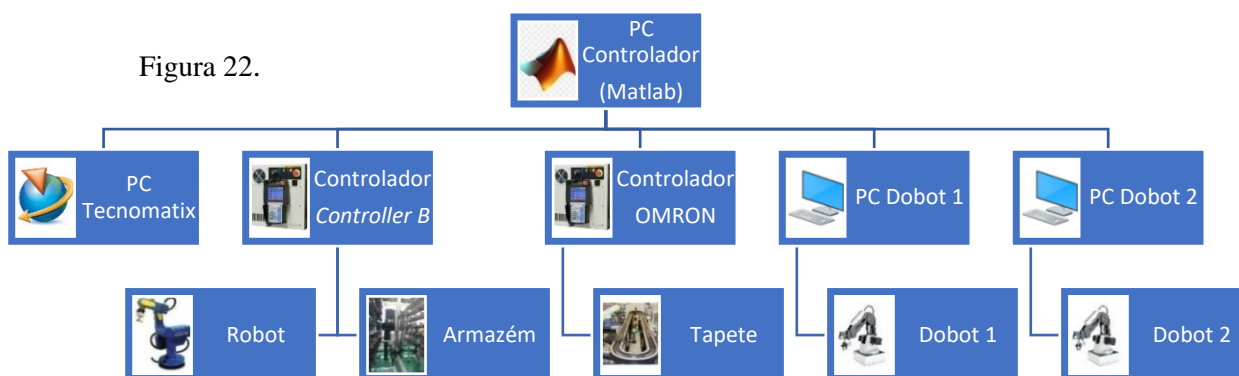 Figura 22.
PC
Controlador
(Matlab)
PC
Tecnomatix
Controlador
Controller B
Controlador
OMRON
PC Dobot 1
PC Dobot 2
Robot
Armazém
Tapete
Dobot 1
Dobot 2